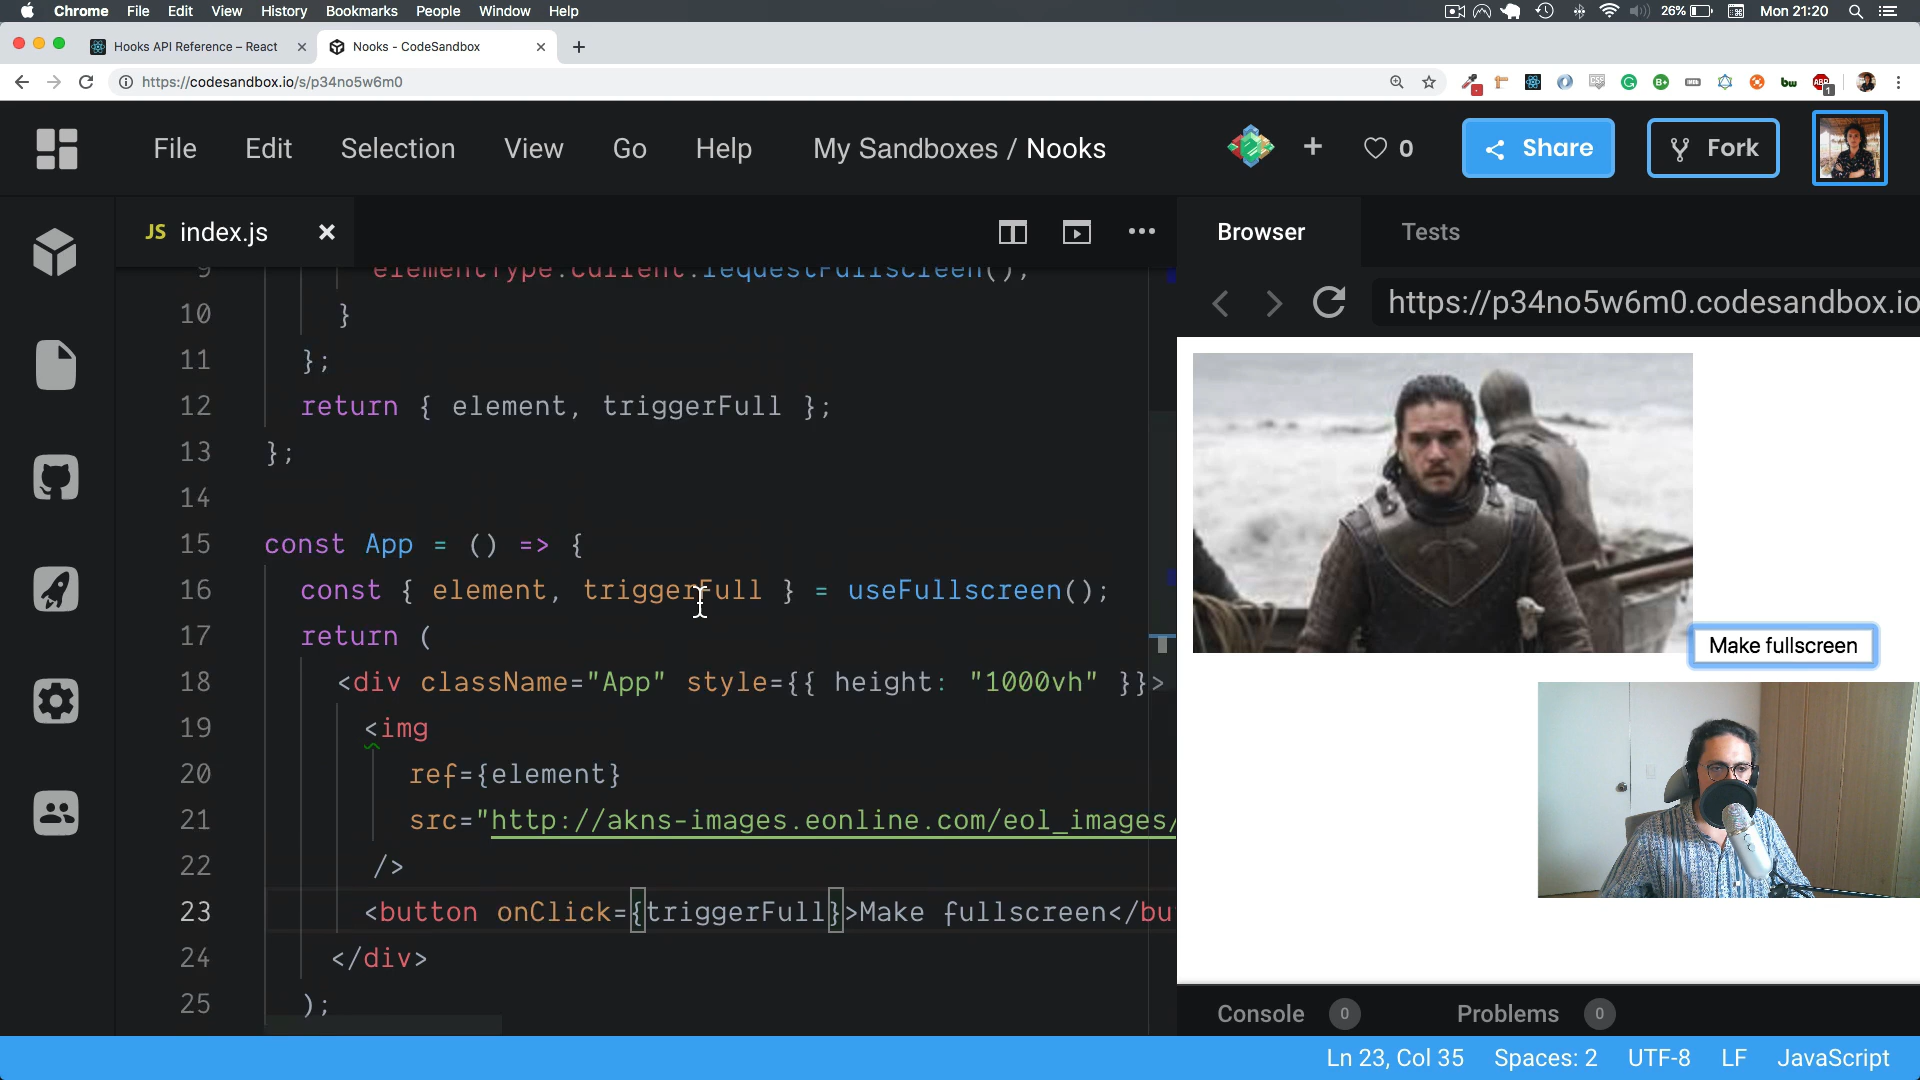 Chrome File Edit View History Bookmarks People Window Help 26% Mon 21:20
Hooks API Reference – React
Nooks - CodeSandbox
https://codesandbox.io/s/p34no5w6m0
File Edit Selection View Go Help My Sandboxes / Nooks 0 Share Fork
JS index.js
Browser Tests
https://p34no5w6m0.codesandbox.io
9 elementType.current.requestFullscreen();
10 }
11 };
12 return { element, triggerFull };
13 };
14
15 const App = () => {
16 const { element, triggerFull } = useFullscreen();
17 return (
18 <div className="App" style={{ height: "1000vh" }}>
19 <img
20 ref={element}
21 src="http://akns-images.eonline.com/eol_images/
22 />
23 <button onClick={triggerFull}>Make fullscreen</bu
24 </div>
25 );
Make fullscreen
Console 0 Problems 0
Ln 23, Col 35 Spaces: 2 UTF-8 LF JavaScript